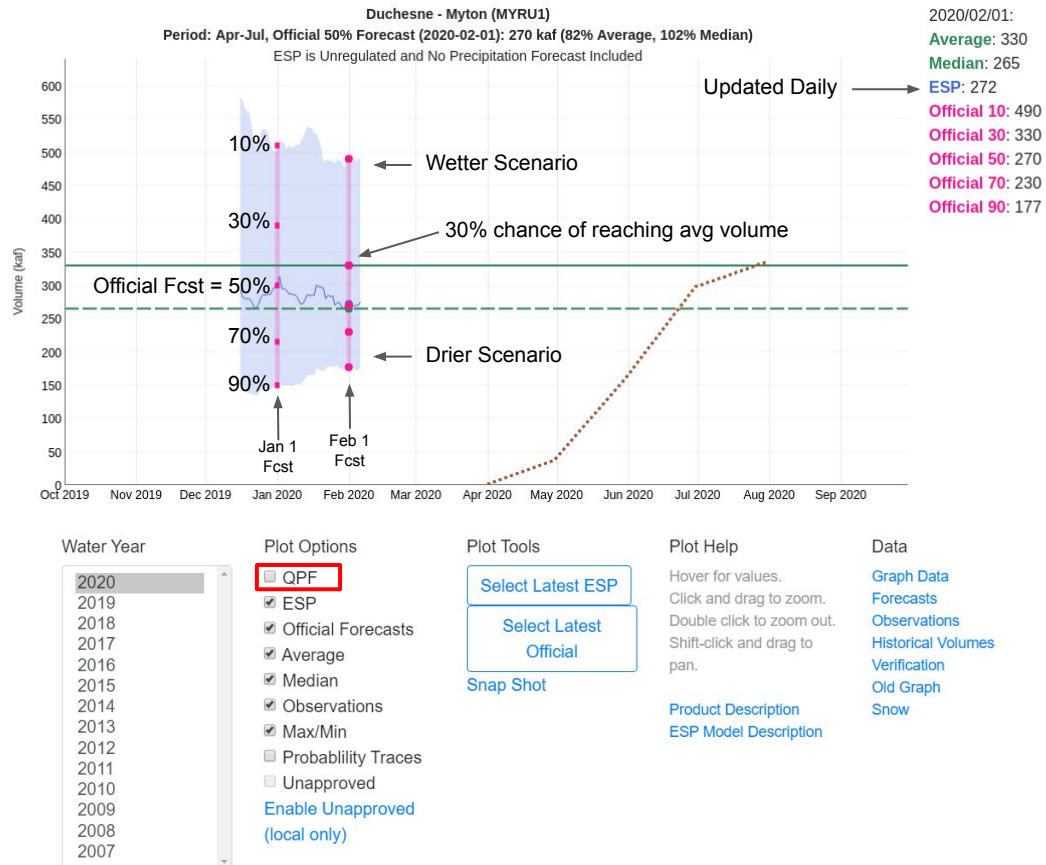 Duchesne - Myton (MYRU1)
Period: Apr-Jul, Official 50% Forecast (2020-02-01): 270 kaf (82% Average, 102% Median)
ESP is Unregulated and No Precipitation Forecast Included
2020/02/01:
Average: 330
Median: 265
ESP: 272
Official 10: 490
Official 30: 330
Official 50: 270
Official 70: 230
Official 90: 177
Updated Daily
Volume (kaf)
600
550
500
450
400
350
300
250
200
150
100
50
0
10%
30%
Official Fcst = 50%
70%
90%
Wetter Scenario
30% chance of reaching avg volume
Drier Scenario
Jan 1
Fcst
Feb 1
Fcst
Oct 2019
Nov 2019
Dec 2019
Jan 2020
Feb 2020
Mar 2020
Apr 2020
May 2020
Jun 2020
Jul 2020
Aug 2020
Sep 2020
Water Year
2020
2019
2018
2017
2016
2015
2014
2013
2012
2011
2010
2009
2008
2007
Plot Options
QPF
ESP
Official Forecasts
Average
Median
Observations
Max/Min
Probablility Traces
Unapproved
Enable Unapproved
(local only)
Plot Tools
Select Latest ESP
Select Latest
Official
Snap Shot
Plot Help
Hover for values.
Click and drag to zoom.
Double click to zoom out.
Shift-click and drag to
pan.
Product Description
ESP Model Description
Data
Graph Data
Forecasts
Observations
Historical Volumes
Verification
Old Graph
Snow